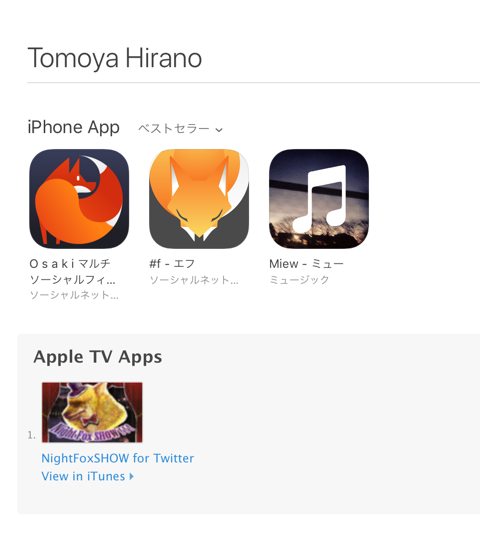 Tomoya Hirano
iPhone App ベストセラー
O s a k i マルチ
ソーシャルフィ...
ソーシャルネット...
#f - エフ
ソーシャルネット...
Miew - ミュー
ミュージック
Apple TV Apps
Night-Fox SHOW
1.
NightFoxSHOW for Twitter
View in iTunes